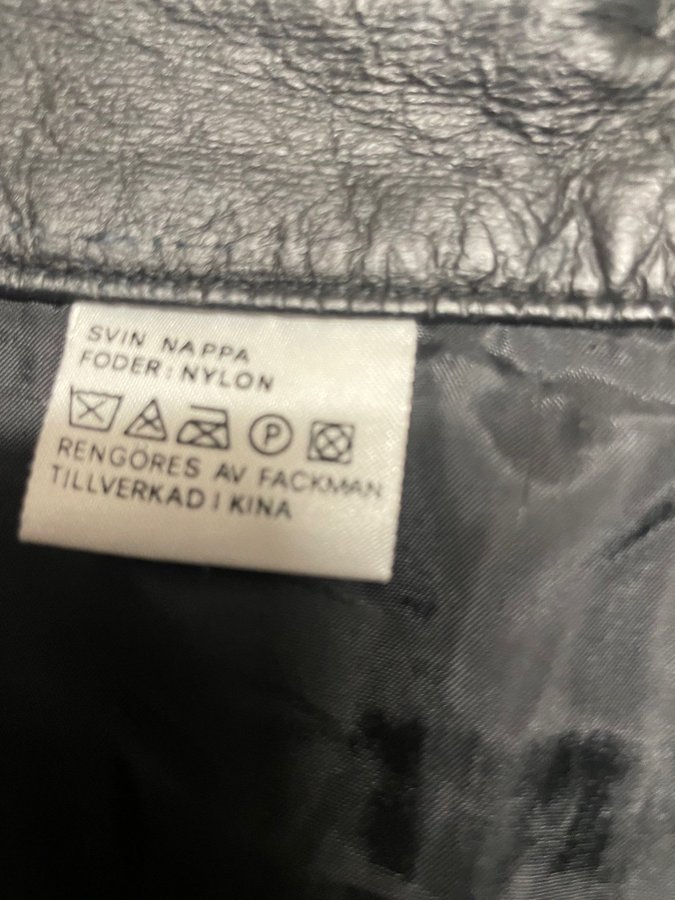 SVIN NAPPA
FODER: NYLON
P
RENGÖRES AV FACKMAN
TILLVERKAD I KINA